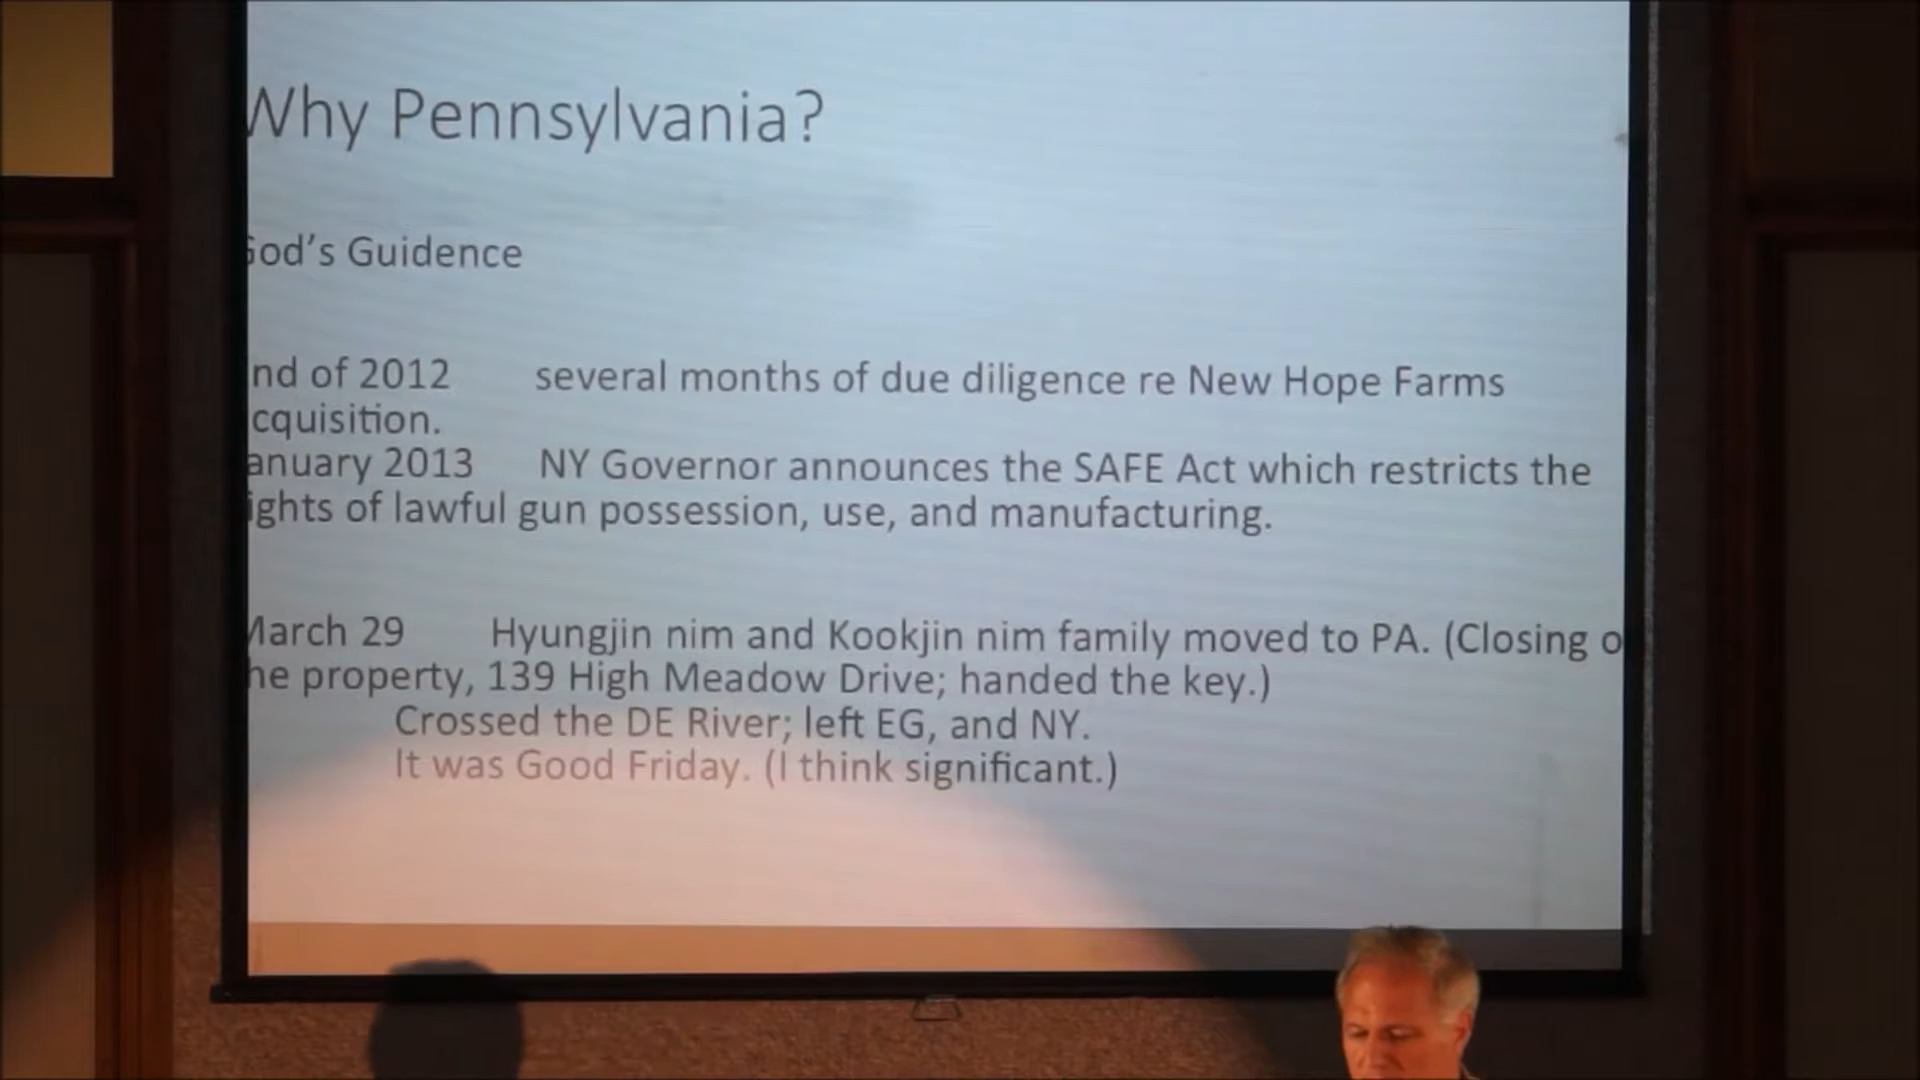 Why Pennsylvania?
God's Guidence
nd of 2012 several months of due diligence re New Hope Farms
cquisition.
anuary 2013 NY Governor announces the SAFE Act which restricts the
ights of lawful gun possession, use, and manufacturing.
March 29 Hyungjin nim and Kookjin nim family moved to PA. (Closing o
he property, 139 High Meadow Drive; handed the key.)
Crossed the DE River; left EG, and NY.
It was Good Friday. (I think significant.)